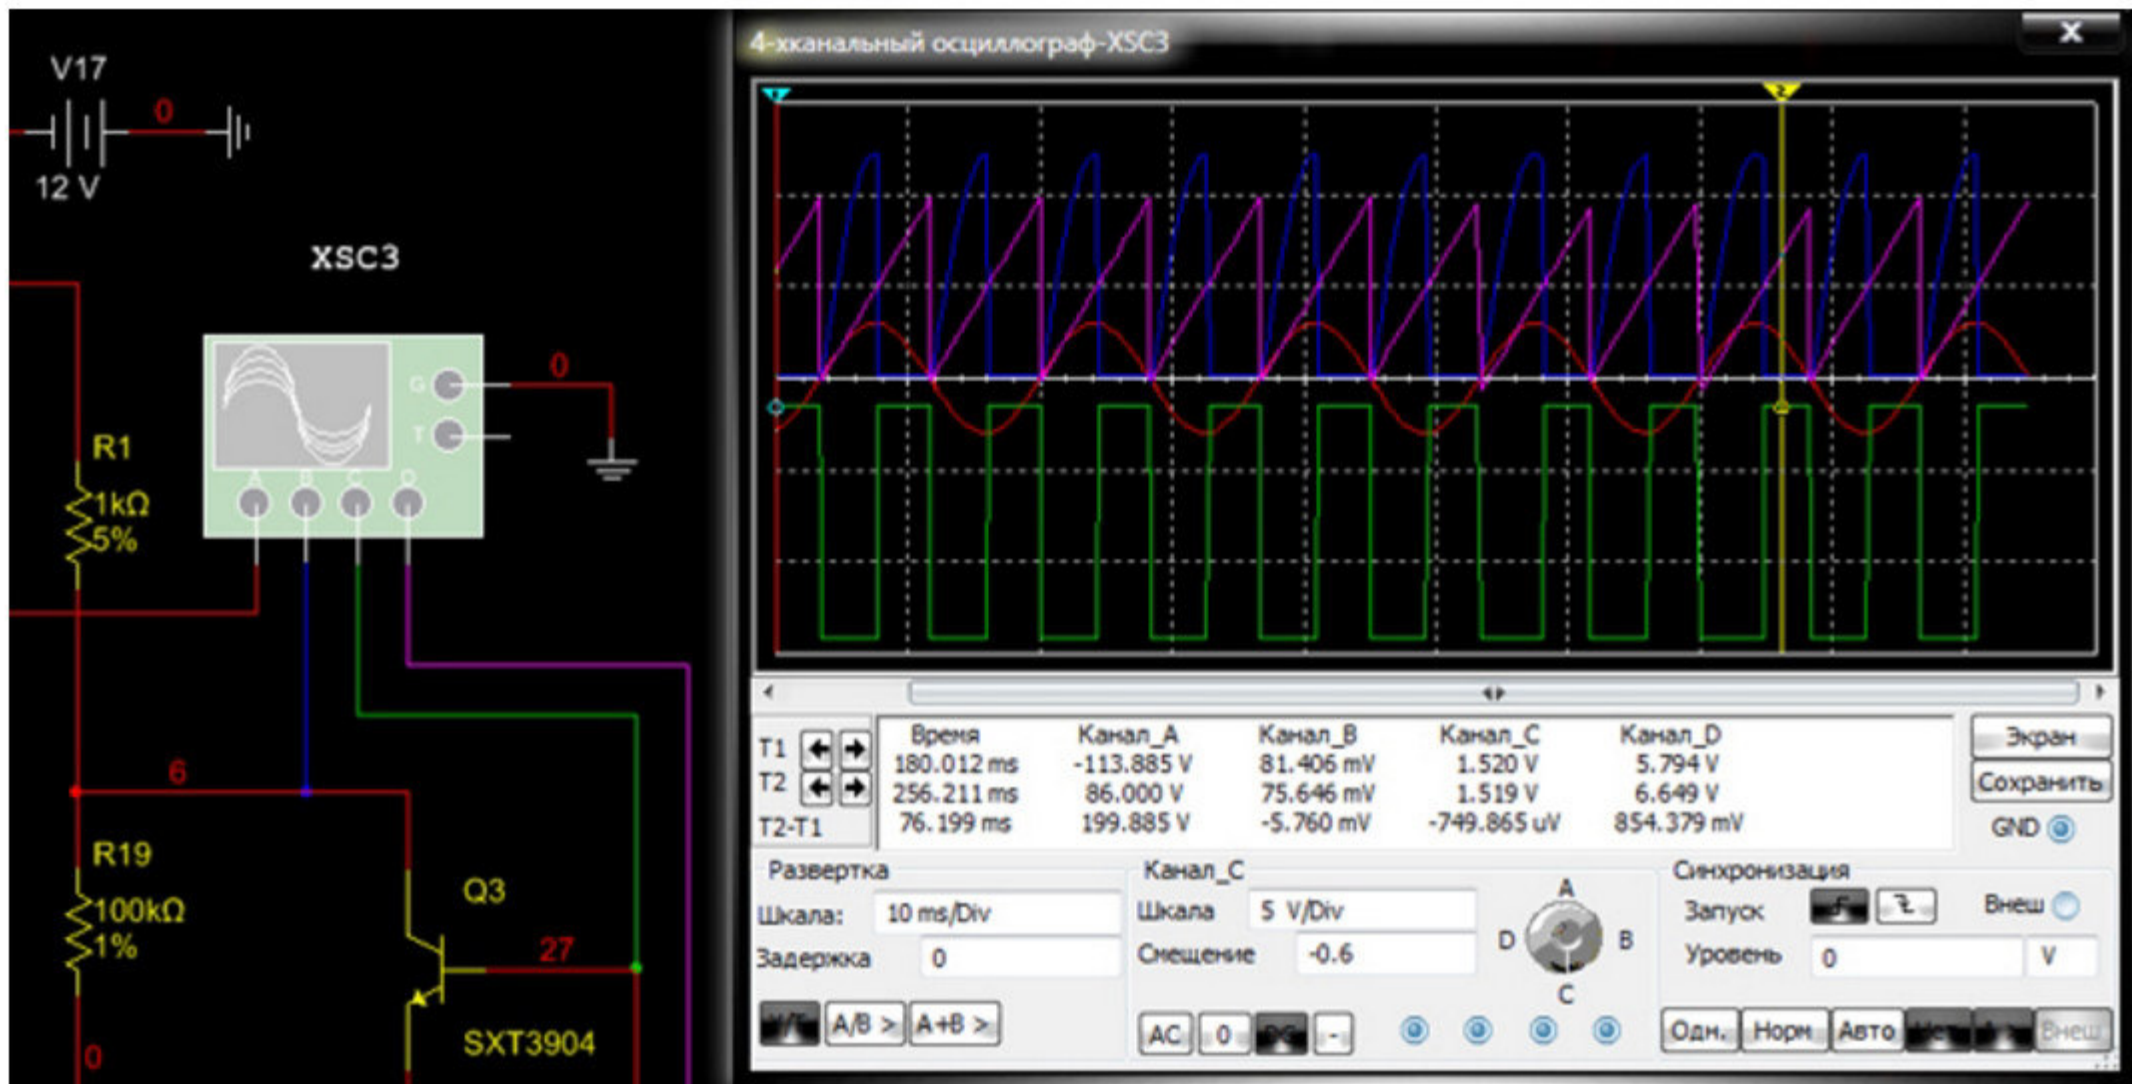 V17
0
12 V
XSC3
G
0
T
A B C D
R1
1kΩ
5%
6
R19
100kΩ
1%
Q3
27
SXT3904
0
4-хканальный осциллограф-XSC3
X
2
Время Канал_A Канал_B Канал_C Канал_D
T1 180.012 ms -113.885 V 81.406 mV 1.520 V 5.794 V
T2 256.211 ms 86.000 V 75.646 mV 1.519 V 6.649 V
T2-T1 76.199 ms 199.885 V -5.760 mV -749.865 uV 854.379 mV
Экран
Сохранить
GND
Развертка
Шкала: 10 ms/Div
Задержка 0
Y/T A/B > A+B >
Канал_C
Шкала 5 V/Div
Смещение -0.6
AC 0 DC -
A
D B
C
Синхронизация
Запуск Внеш
Уровень 0 V
Одн. Норм Авто Нет Внеш